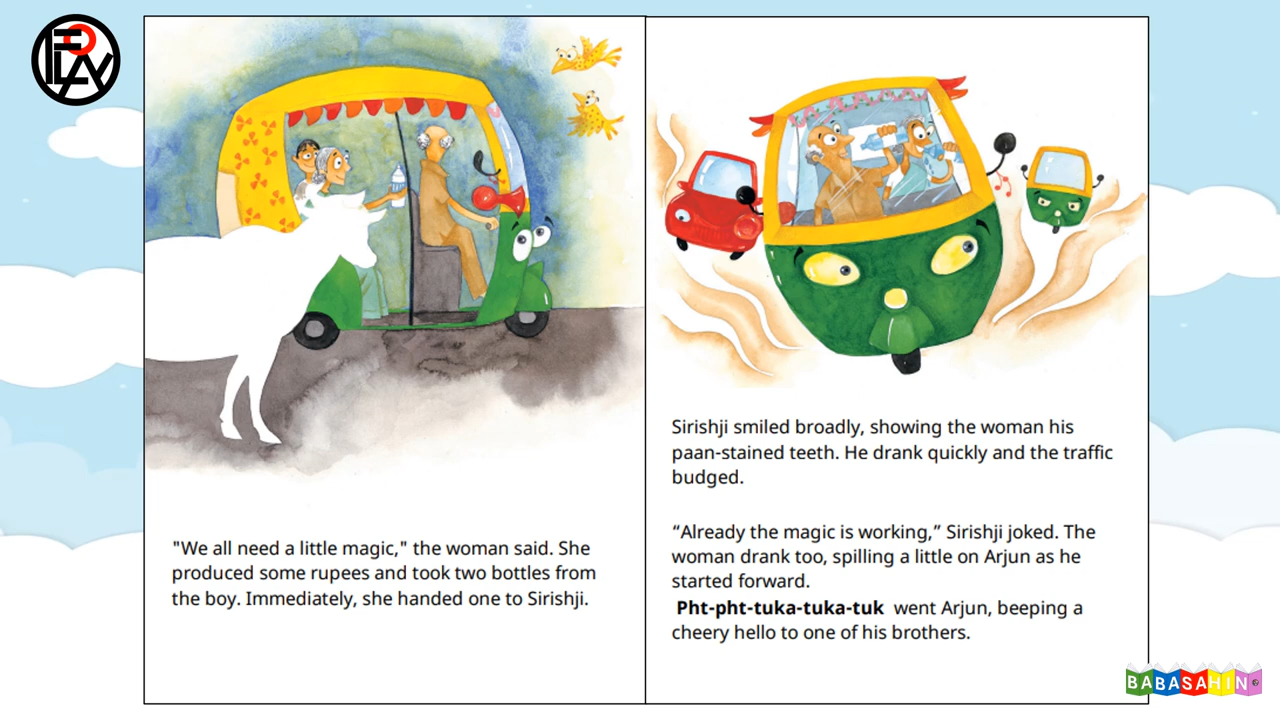 "We all need a little magic," the woman said. She
produced some rupees and took two bottles from
the boy. Immediately, she handed one to Sirishji.
Sirishji smiled broadly, showing the woman his
paan-stained teeth. He drank quickly and the traffic
budged.
“Already the magic is working,” Sirishji joked. The
woman drank too, spilling a little on Arjun as he
started forward.
Pht-pht-tuka-tuka-tuk went Arjun, beeping a
cheery hello to one of his brothers.
BABASAHIN